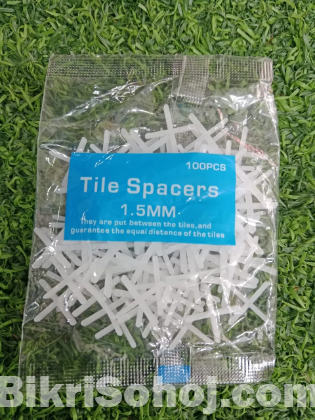 100PCS
Tile Spacers
1.5MM
They are put between the tiles,and
guarantee the equal distance of the tiles
BikriSohoj.com